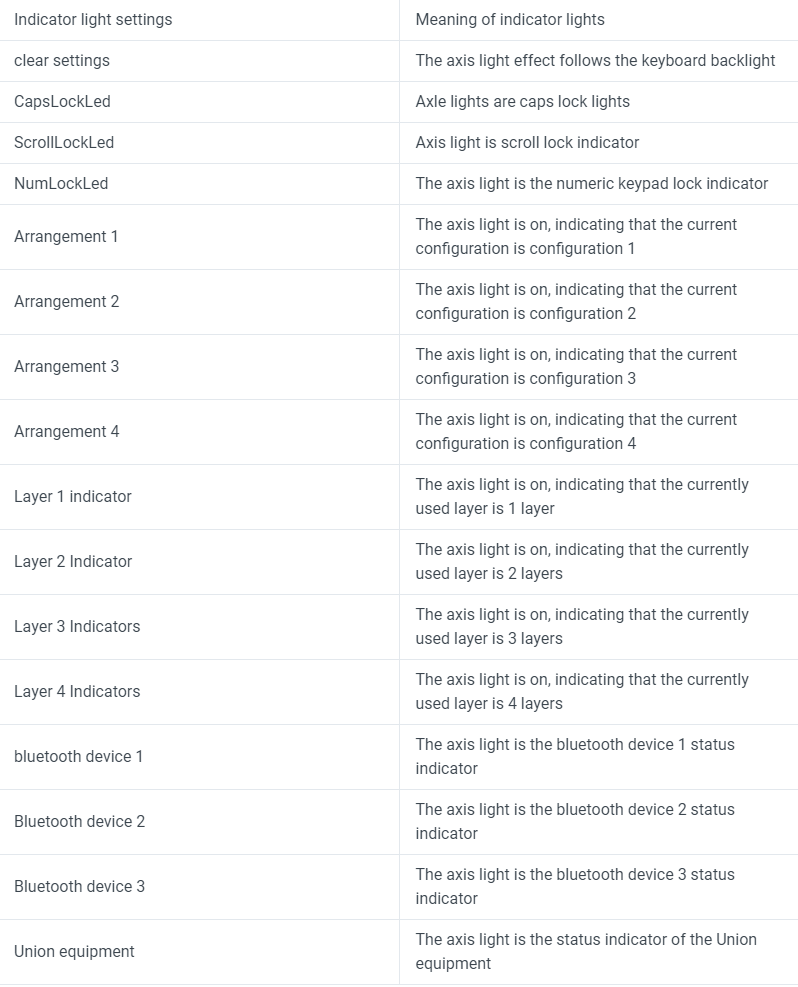 Indicator light settings
Meaning of indicator lights
clear settings
The axis light effect follows the keyboard backlight
CapsLockLed
Axle lights are caps lock lights
ScrollLockLed
Axis light is scroll lock indicator
NumLockLed
The axis light is the numeric keypad lock indicator
Arrangement 1
The axis light is on, indicating that the current
configuration is configuration 1
Arrangement 2
The axis light is on, indicating that the current
configuration is configuration 2
Arrangement 3
The axis light is on, indicating that the current
configuration is configuration 3
Arrangement 4
The axis light is on, indicating that the current
configuration is configuration 4
Layer 1 indicator
The axis light is on, indicating that the currently
used layer is 1 layer
Layer 2 Indicator
The axis light is on, indicating that the currently
used layer is 2 layers
Layer 3 Indicators
The axis light is on, indicating that the currently
used layer is 3 layers
Layer 4 Indicators
The axis light is on, indicating that the currently
used layer is 4 layers
bluetooth device 1
The axis light is the bluetooth device 1 status
indicator
Bluetooth device 2
The axis light is the bluetooth device 2 status
indicator
Bluetooth device 3
The axis light is the bluetooth device 3 status
indicator
Union equipment
The axis light is the status indicator of the Union
equipment